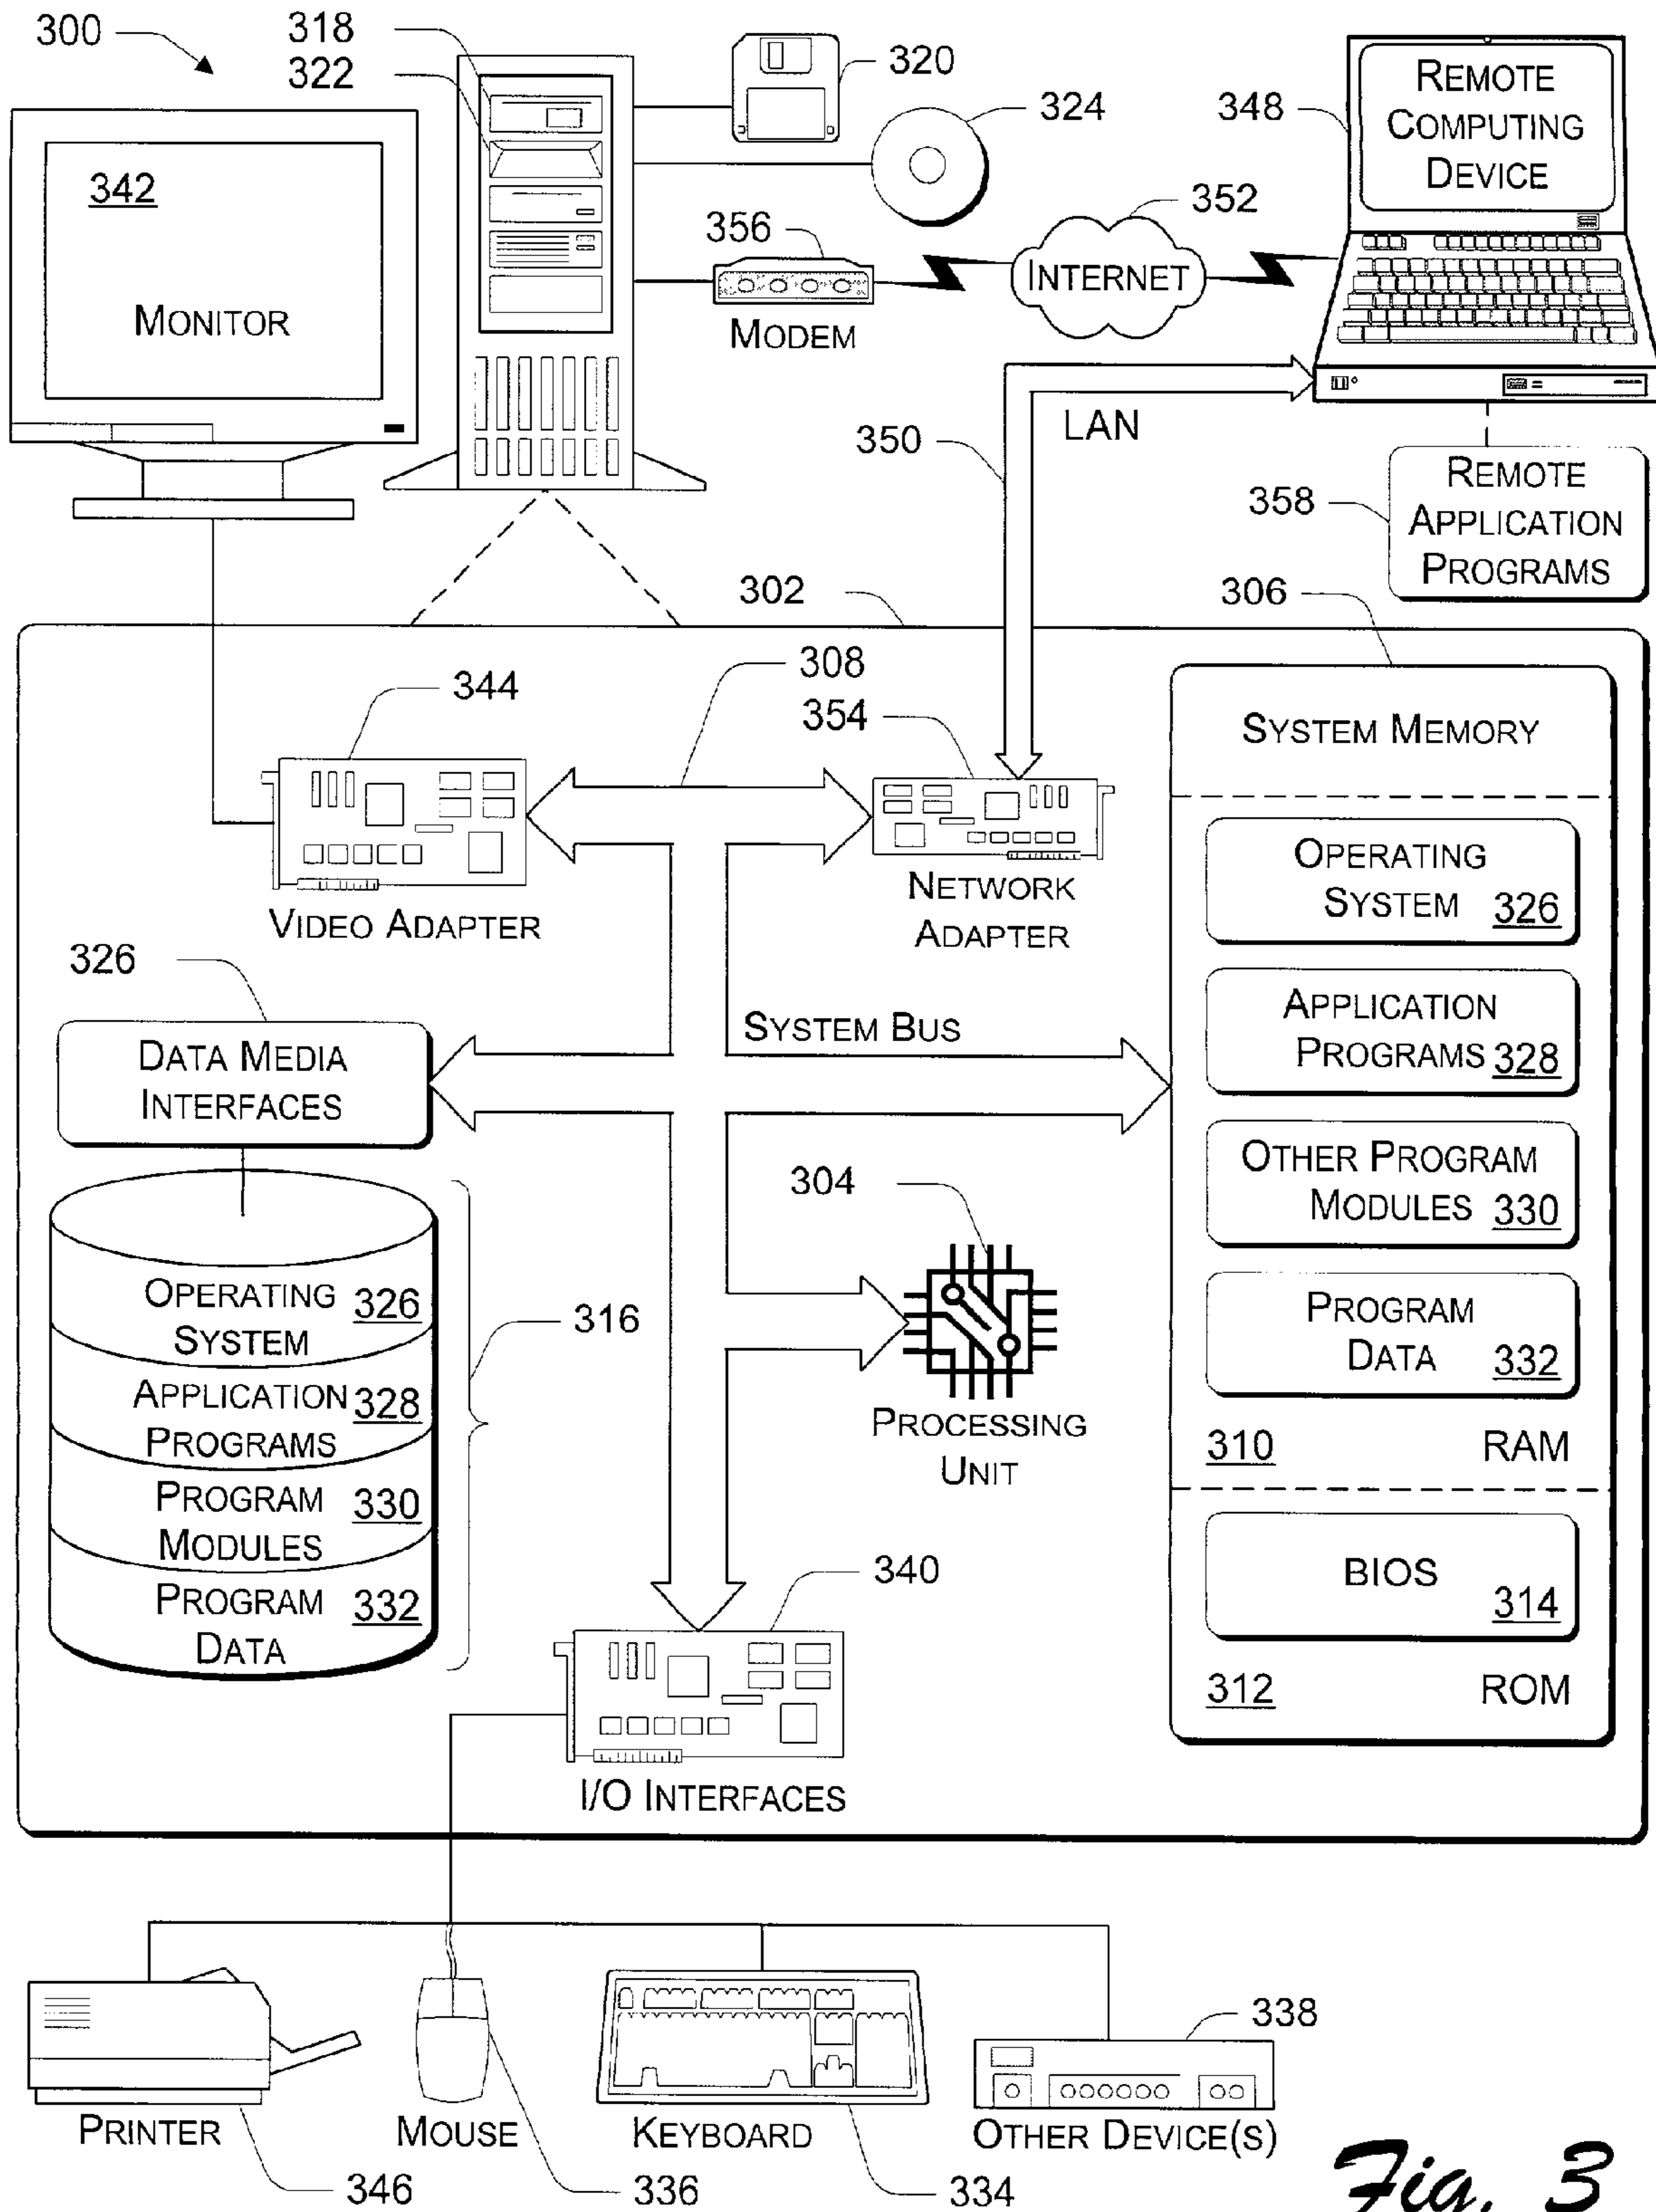 300
318
322
320
324
348
REMOTE
COMPUTING
DEVICE
342
MONITOR
356
MODEM
352
INTERNET
350
LAN
358
REMOTE
APPLICATION
PROGRAMS
302
306
308
344
354
VIDEO ADAPTER
NETWORK
ADAPTER
SYSTEM MEMORY
OPERATING
SYSTEM 326
APPLICATION
PROGRAMS 328
OTHER PROGRAM
MODULES 330
PROGRAM
DATA 332
310 RAM
BIOS
314
312 ROM
326
DATA MEDIA
INTERFACES
SYSTEM BUS
304
PROCESSING
UNIT
OPERATING 326
SYSTEM
APPLICATION 328
PROGRAMS
PROGRAM 330
MODULES
PROGRAM 332
DATA
316
340
I/O INTERFACES
PRINTER
346
MOUSE
336
KEYBOARD
334
338
OTHER DEVICE(S)
Fig. 3